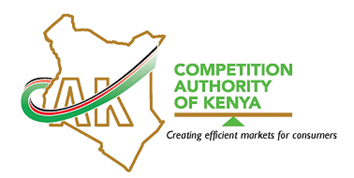 CAK
COMPETITION
AUTHORITY
OF KENYA
Creating efficient markets for consumers